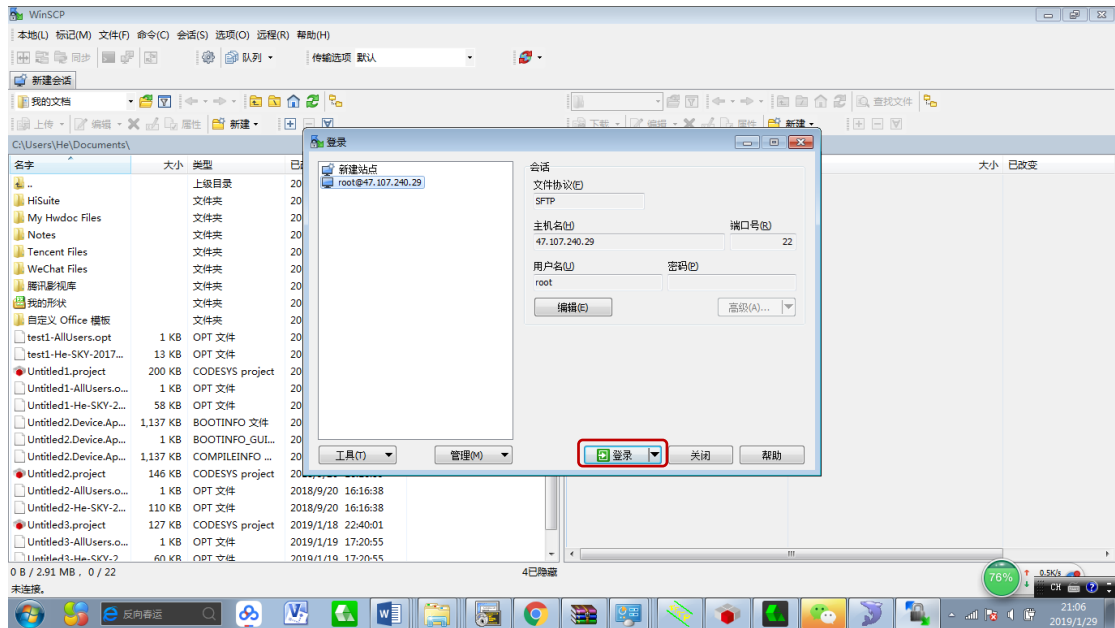 WinSCP
本地(L) 标记(M) 文件(F) 命令(C) 会话(S) 选项(O) 远程(R) 帮助(H)
同步 队列 传输选项 默认
新建会话
我的文档 查找文件
上传 编辑 属性 新建 下载 编辑 属性 新建
C:\Users\He\Documents\
名字 大小 类型 大小 已改变
.. 上级目录 20
HiSuite 文件夹 20
My Hwdoc Files 文件夹 20
Notes 文件夹 20
Tencent Files 文件夹 20
WeChat Files 文件夹 20
腾讯影视库 文件夹 20
我的形状 文件夹 20
自定义 Office 模板 文件夹 20
test1-AllUsers.opt 1 KB OPT 文件 20
test1-He-SKY-2017... 13 KB OPT 文件 20
Untitled1.project 200 KB CODESYS project 20
Untitled1-AllUsers.o... 1 KB OPT 文件 20
Untitled1-He-SKY-2... 58 KB OPT 文件 20
Untitled2.Device.Ap... 1,137 KB BOOTINFO 文件 20
Untitled2.Device.Ap... 1 KB BOOTINFO_GUI... 20
Untitled2.Device.Ap... 1,137 KB COMPILEINFO ... 20
Untitled2.project 146 KB CODESYS project
Untitled2-AllUsers.o... 1 KB OPT 文件 2018/9/20 16:16:38
Untitled2-He-SKY-2... 110 KB OPT 文件 2018/9/20 16:16:38
Untitled3.project 127 KB CODESYS project 2019/1/18 22:40:01
Untitled3-AllUsers.o... 1 KB OPT 文件 2019/1/19 17:20:55
Untitled3-He-SKY-2 60 KB OPT 文件 2019/1/19 17:20:55
登录
新建站点
root@47.107.240.29
会话
文件协议(F)
SFTP
主机名(H) 端口号(R)
47.107.240.29 22
用户名(U) 密码(P)
root
编辑(E) 高级(A)...
工具(T) 管理(M) 登录 关闭 帮助
0 B / 2.91 MB , 0 / 22 4已隐藏
未连接。
76% 0.5K/s
CH
反向春运
21:06
2019/1/29